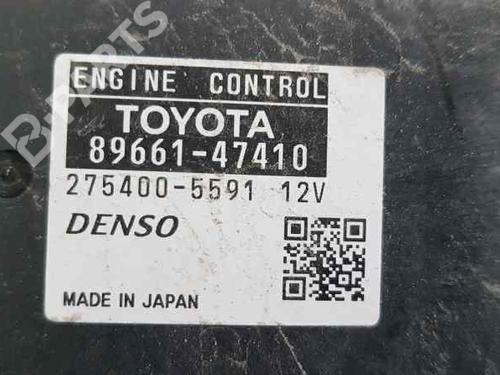 ENGINE CONTROL
TOYOTA
89661-47410
275400-5591 12V
DENSO
MADE IN JAPAN
B-PARTS